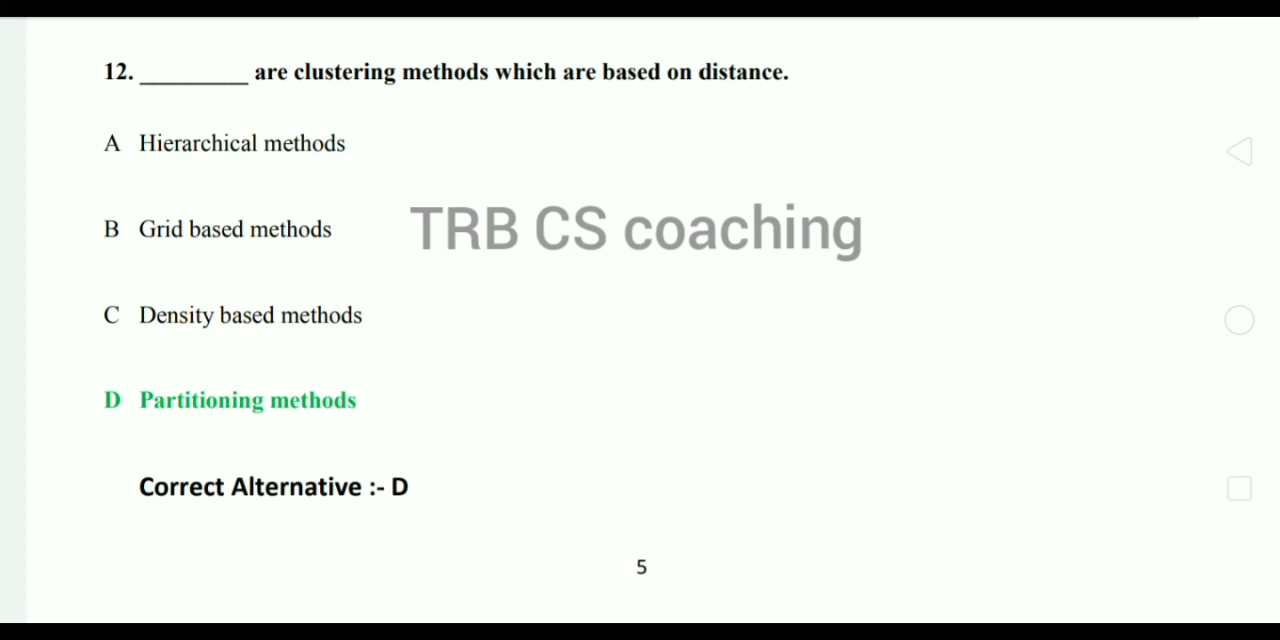 12. _________ are clustering methods which are based on distance.
A Hierarchical methods
B Grid based methods
TRB CS coaching
C Density based methods
D Partitioning methods
Correct Alternative :- D
5